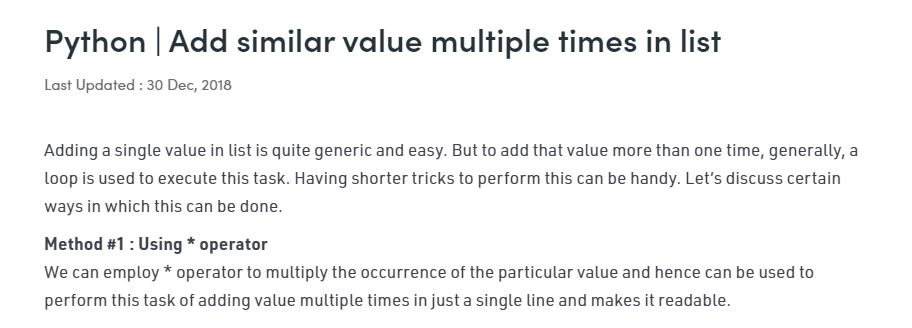 Python | Add similar value multiple times in list
Last Updated : 30 Dec, 2018
Adding a single value in list is quite generic and easy. But to add that value more than one time, generally, a
loop is used to execute this task. Having shorter tricks to perform this can be handy. Let’s discuss certain
ways in which this can be done.
Method #1 : Using * operator
We can employ * operator to multiply the occurrence of the particular value and hence can be used to
perform this task of adding value multiple times in just a single line and makes it readable.